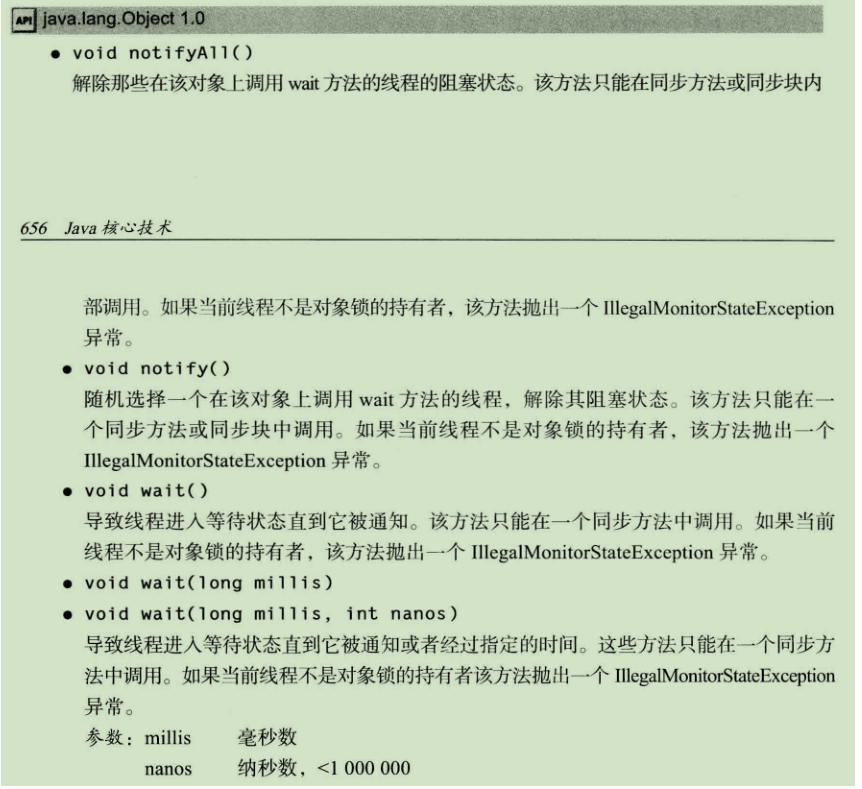 API java.lang.Object 1.0
• void notifyAll()
解除那些在该对象上调用 wait 方法的线程的阻塞状态。该方法只能在同步方法或同步块内
656 Java 核心技术
部调用。如果当前线程不是对象锁的持有者，该方法抛出一个 IllegalMonitorStateException
异常。
• void notify()
随机选择一个在该对象上调用 wait 方法的线程，解除其阻塞状态。该方法只能在一
个同步方法或同步块中调用。如果当前线程不是对象锁的持有者，该方法抛出一个
IllegalMonitorStateException 异常。
• void wait()
导致线程进入等待状态直到它被通知。该方法只能在一个同步方法中调用。如果当前
线程不是对象锁的持有者，该方法抛出一个 IllegalMonitorStateException 异常。
• void wait(long millis)
• void wait(long millis, int nanos)
导致线程进入等待状态直到它被通知或者经过指定的时间。这些方法只能在一个同步方
法中调用。如果当前线程不是对象锁的持有者该方法抛出一个 IllegalMonitorStateException
异常。
参数：millis 毫秒数
nanos 纳秒数，<1 000 000